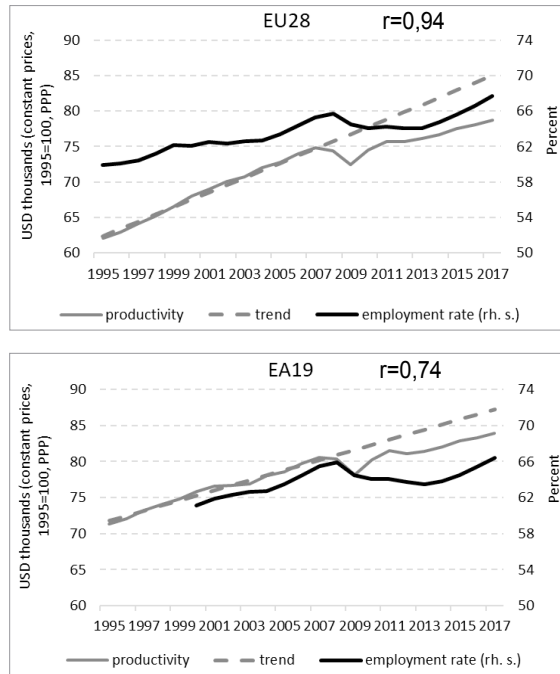 EU28 r=0,94
USD thousands (constant prices,
1995=100, PPP)
90
85
80
75
70
65
60
74
70
66
62
58
54
50
Percent
1995 1997 1999 2001 2003 2005 2007 2009 2011 2013 2015 2017
productivity trend employment rate (rh. s.)
EA19 r=0,74
USD thousands (constant prices,
1995=100, PPP)
90
85
80
75
70
65
60
74
70
66
62
58
54
50
Percent
1995 1997 1999 2001 2003 2005 2007 2009 2011 2013 2015 2017
productivity trend employment rate (rh. s.)